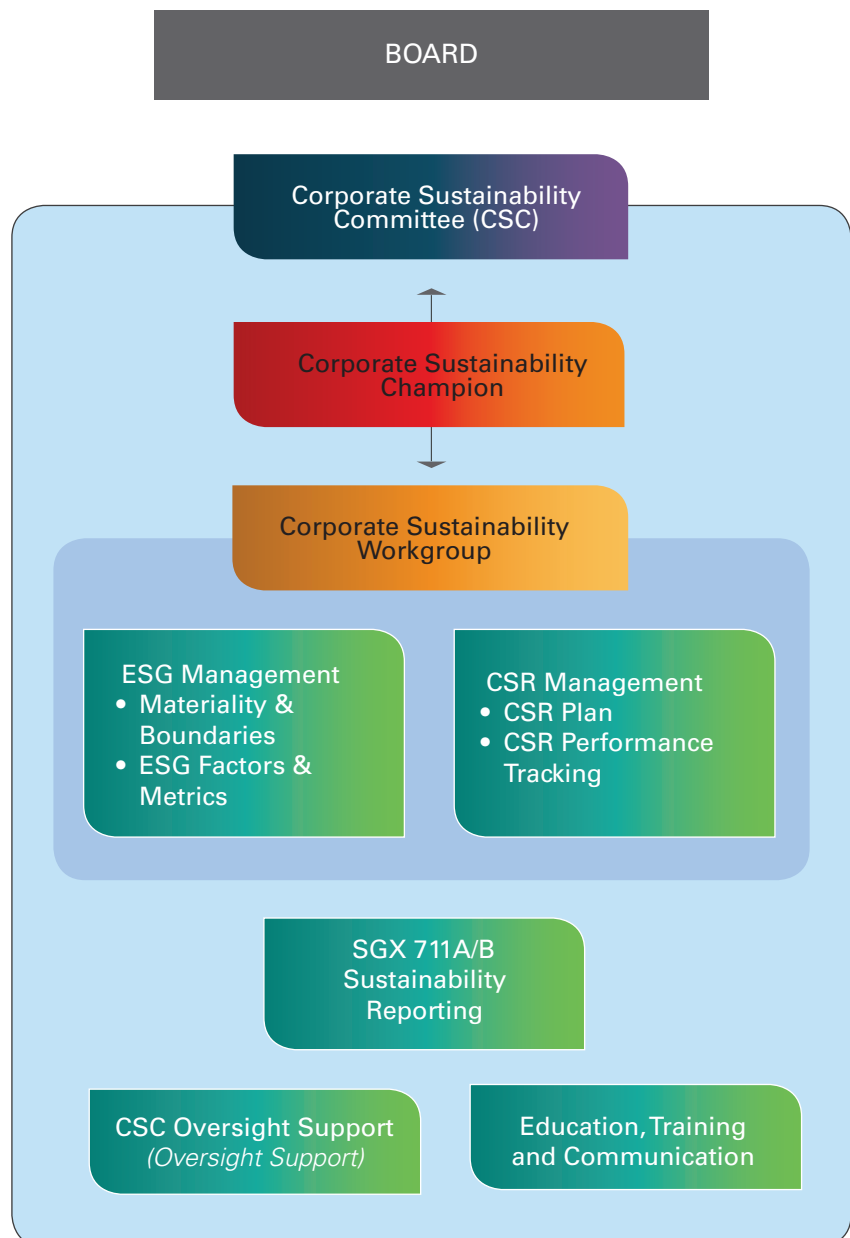 BOARD
Corporate Sustainability
Committee (CSC)
Corporate Sustainability
Champion
Corporate Sustainability
Workgroup
ESG Management
• Materiality &
Boundaries
• ESG Factors &
Metrics
CSR Management
• CSR Plan
• CSR Performance
Tracking
SGX 711A/B
Sustainability
Reporting
CSC Oversight Support
(Oversight Support)
Education, Training
and Communication